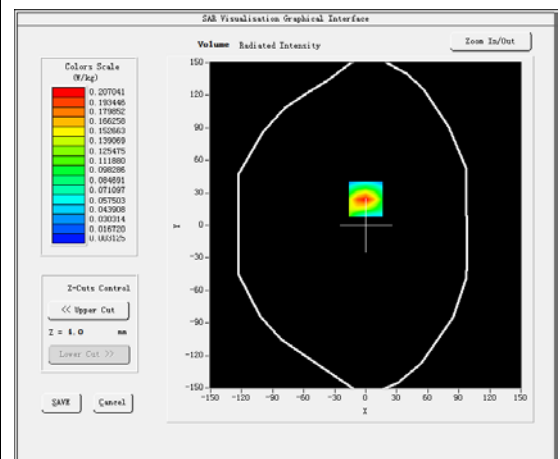 SAR Visualisation Graphical Interface
Volume Radiated Intensity
Zoom In/Out
Colors Scale
(W/kg)
0.207041
0.193446
0.179852
0.166258
0.152663
0.139069
0.125475
0.111880
0.098286
0.084691
0.071097
0.057503
0.043908
0.030314
0.016720
0.003125
Z-Cuts Control
<< Upper Cut
Z = 4.0 mm
Lower Cut >>
SAVE Cancel
150
120
90
60
30
0
-30
-60
-90
-120
-150
Y
-150 -120 -90 -60 -30 0 30 60 90 120 150
X